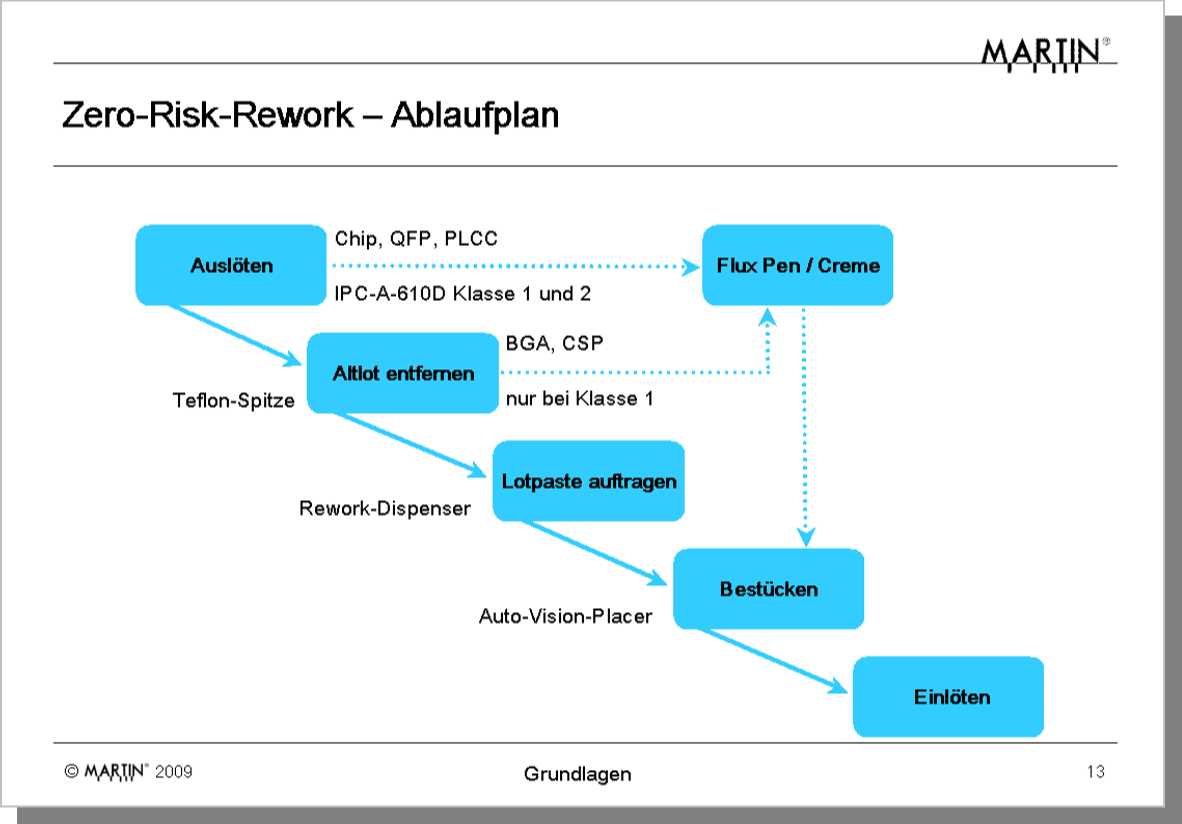 MARTIN®
Zero-Risk-Rework – Ablaufplan
Auslöten
Chip, QFP, PLCC
IPC-A-610D Klasse 1 und 2
Flux Pen / Creme
Altlot entfernen
BGA, CSP
nur bei Klasse 1
Teflon-Spitze
Lotpaste auftragen
Rework-Dispenser
Bestücken
Auto-Vision-Placer
Einlöten
© MARTIN® 2009
Grundlagen
13